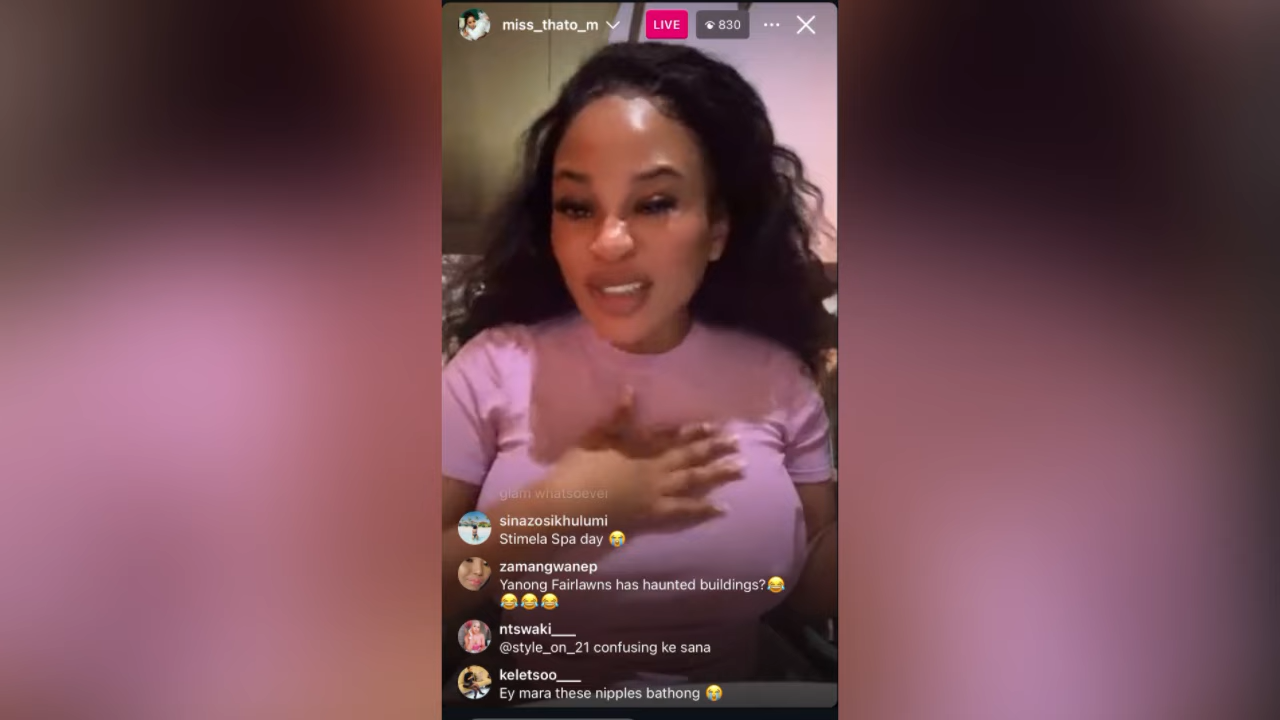 miss_thato_m
LIVE
830
glam whatsoever
sinazosikhulumi
Stimela Spa day 😭
zamangwanep
Yanong Fairlawns has haunted buildings?😂
😂😂😂
ntswaki___
@style_on_21 confusing ke sana
keletsoo___
Ey mara these nipples bathong 😭